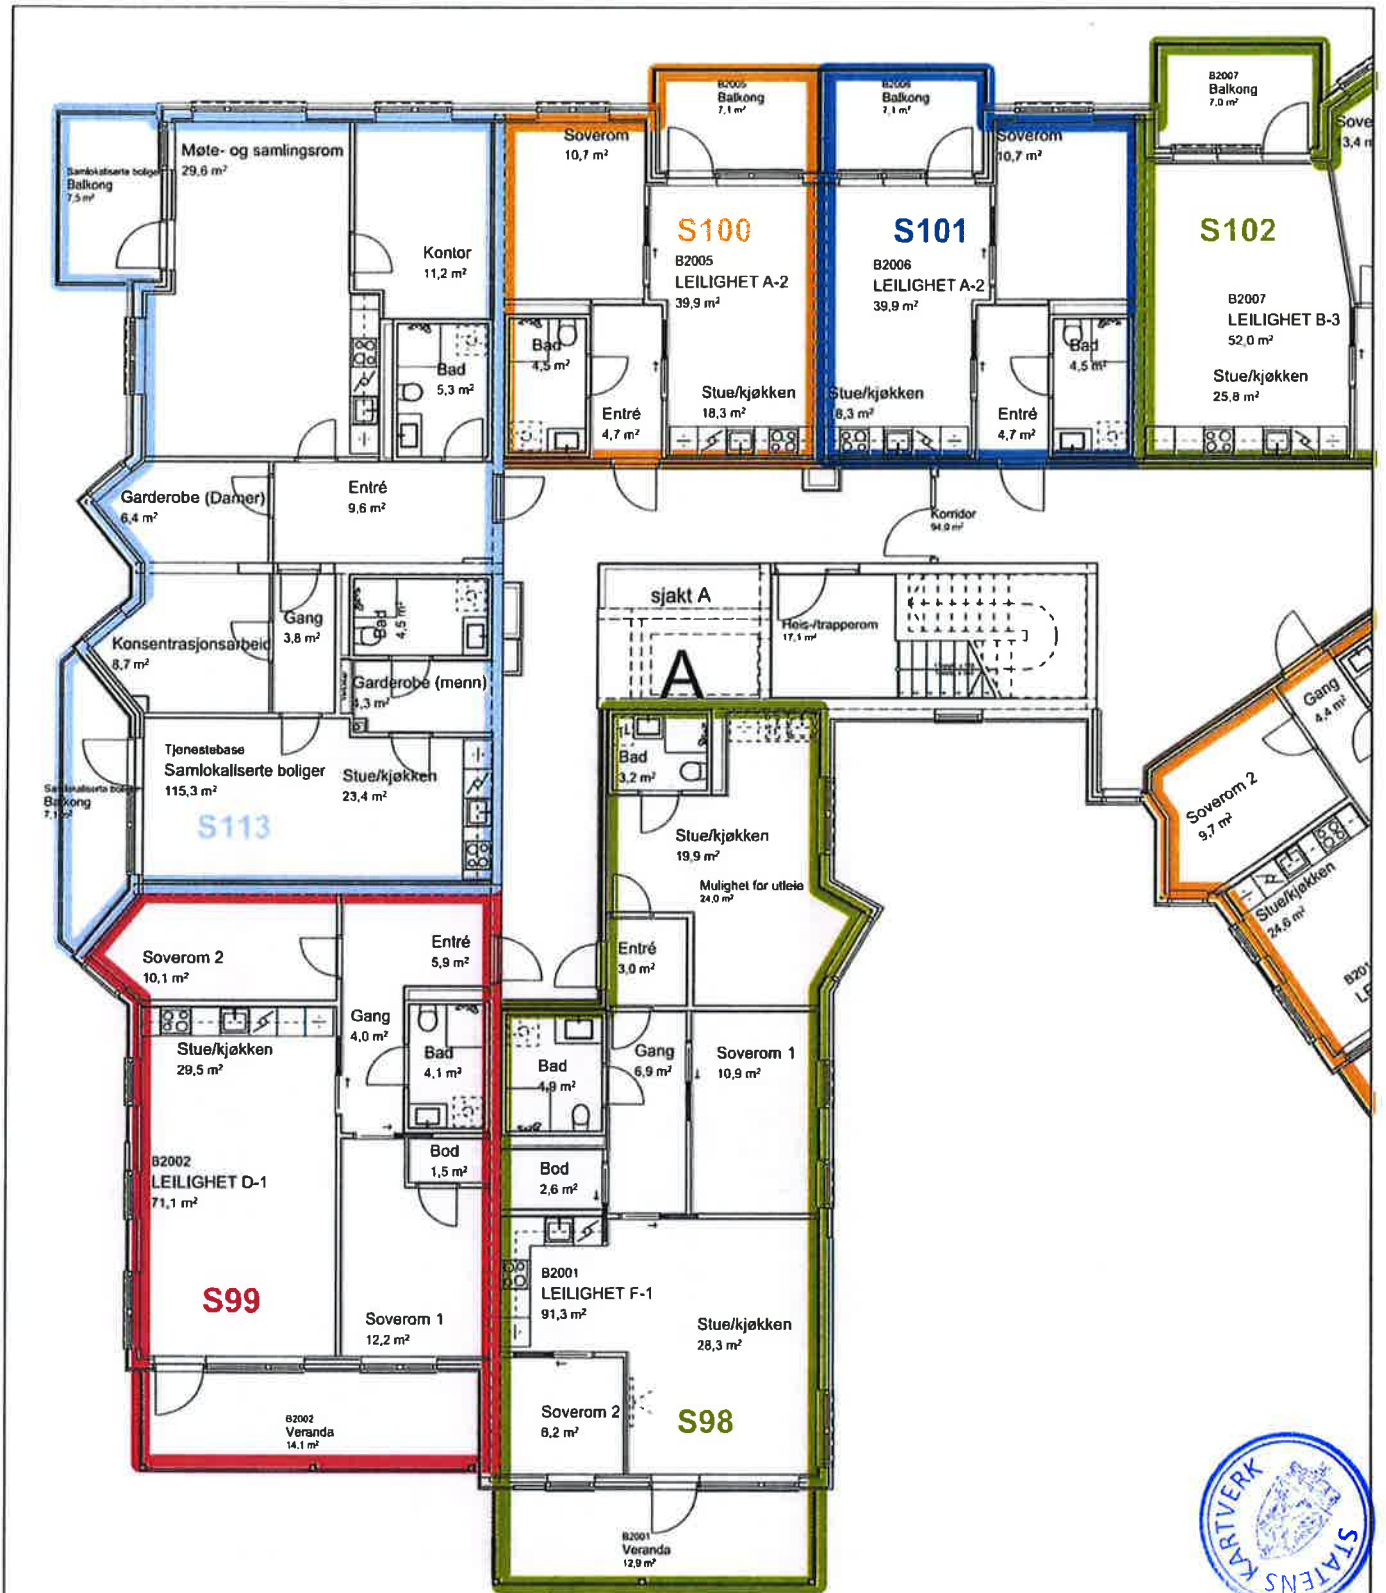 B2005
Balkong
7,1 m²
B2006
Balkong
7,1 m²
B2007
Balkong
7,0 m²
Samlokaliserte boliger
Balkong
7,5 m²
Møte- og samlingsrom
29,6 m²
Kontor
11,2 m²
Bad
5,3 m²
Soverom
10,7 m²
S100
B2005
LEILIGHET A-2
39,9 m²
Bad
4,5 m²
Entré
4,7 m²
Stue/kjøkken
18,3 m²
Soverom
10,7 m²
S101
B2006
LEILIGHET A-2
39,9 m²
Stue/kjøkken
18,3 m²
Entré
4,7 m²
Bad
4,5 m²
S102
B2007
LEILIGHET B-3
52,0 m²
Stue/kjøkken
25,8 m²
Sove
13,4 m
Garderobe (Damer)
6,4 m²
Entré
9,6 m²
Korridor
94,0 m²
Konsentrasjonsarbeid
8,7 m²
Gang
3,8 m²
Bad
4,5 m²
Garderobe (menn)
4,3 m²
sjakt A
A
Heis-/trapperom
17,1 m²
Tjenestebase
Samlokaliserte boliger
115,3 m²
Stue/kjøkken
23,4 m²
S113
Samlokaliserte boliger
Balkong
7,1 m²
Bad
3,2 m²
Stue/kjøkken
19,9 m²
Mulighet for utleie
24,0 m²
Entré
3,0 m²
Gang
4,4 m²
Soverom 2
9,7 m²
Stue/kjøkken
24,6 m²
B201
LE
Soverom 2
10,1 m²
Entré
5,9 m²
Gang
4,0 m²
Stue/kjøkken
29,5 m²
Bad
4,1 m²
Bod
1,5 m²
B2002
LEILIGHET D-1
71,1 m²
S99
Soverom 1
12,2 m²
B2002
Veranda
14,1 m²
Bad
4,9 m²
Gang
6,9 m²
Soverom 1
10,9 m²
Bod
2,6 m²
B2001
LEILIGHET F-1
91,3 m²
Stue/kjøkken
28,3 m²
Soverom 2
8,2 m²
S98
B2001
Veranda
12,9 m²
STATENS KARTVERK